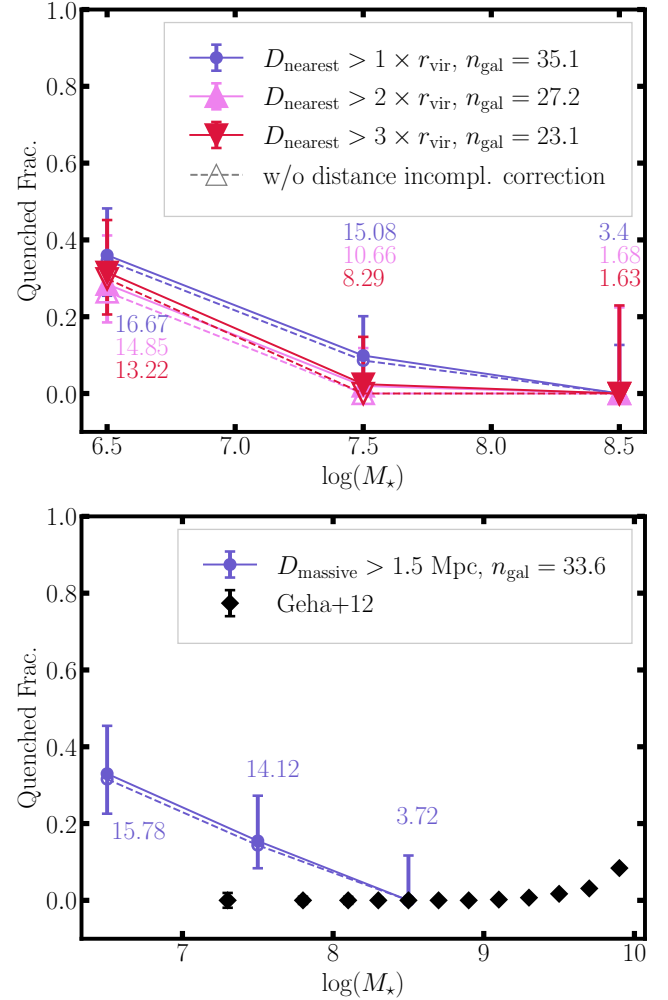 1.0
0.8
0.6
0.4
0.2
0.0
Quenched Frac.
D_nearest > 1 × r_vir, n_gal = 35.1
D_nearest > 2 × r_vir, n_gal = 27.2
D_nearest > 3 × r_vir, n_gal = 23.1
w/o distance incompl. correction
15.08
10.66
8.29
3.4
1.68
1.63
16.67
14.85
13.22
6.5 7.0 7.5 8.0 8.5
log(M⋆)
1.0
0.8
0.6
0.4
0.2
0.0
Quenched Frac.
D_massive > 1.5 Mpc, n_gal = 33.6
Geha+12
14.12
3.72
15.78
7 8 9 10
log(M⋆)